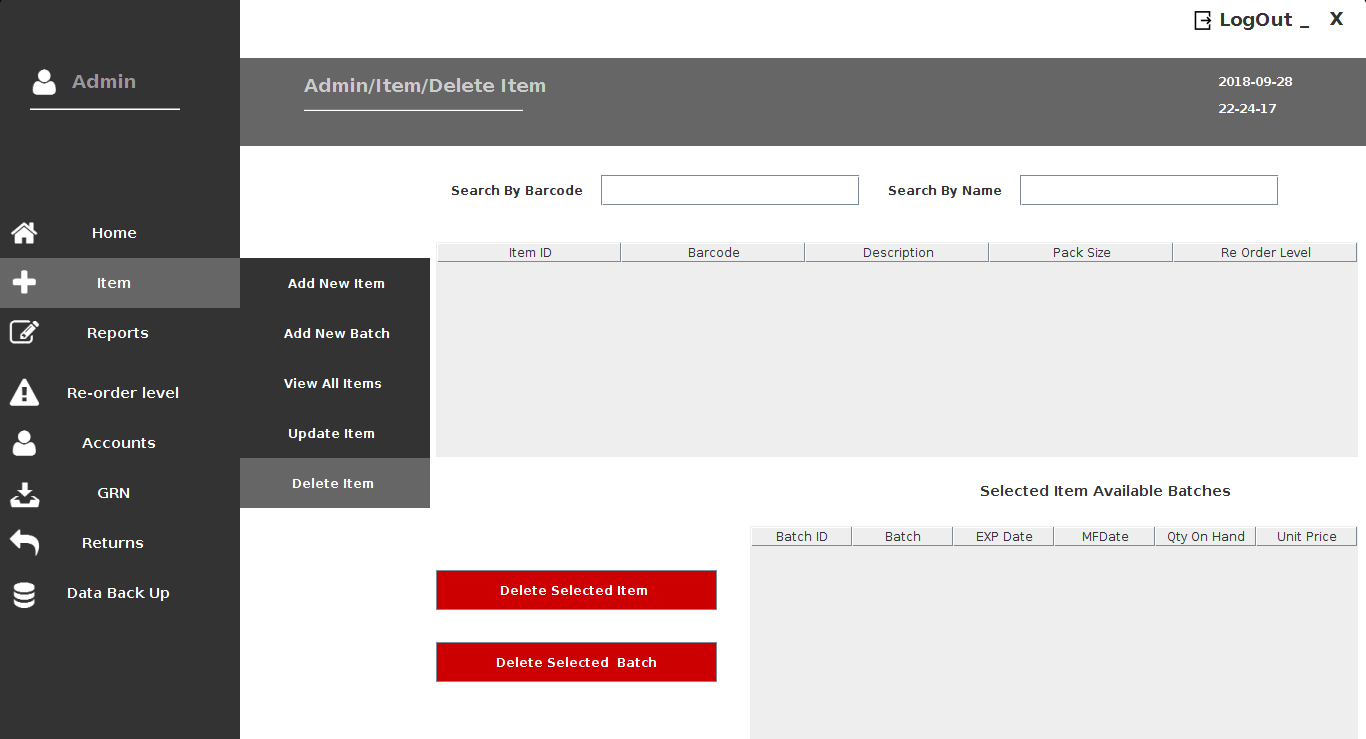 LogOut _ X
Admin
Admin/Item/Delete Item
2018-09-28
22-24-17
Search By Barcode
Search By Name
Home
Item
Reports
Re-order level
Accounts
GRN
Returns
Data Back Up
Add New Item
Add New Batch
View All Items
Update Item
Delete Item
Item ID Barcode Description Pack Size Re Order Level
Selected Item Available Batches
Batch ID Batch EXP Date MFDate Qty On Hand Unit Price
Delete Selected Item
Delete Selected  Batch